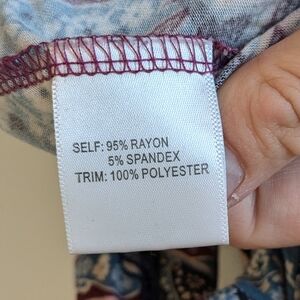 SELF: 95% RAYON
5% SPANDEX
TRIM: 100% POLYESTER